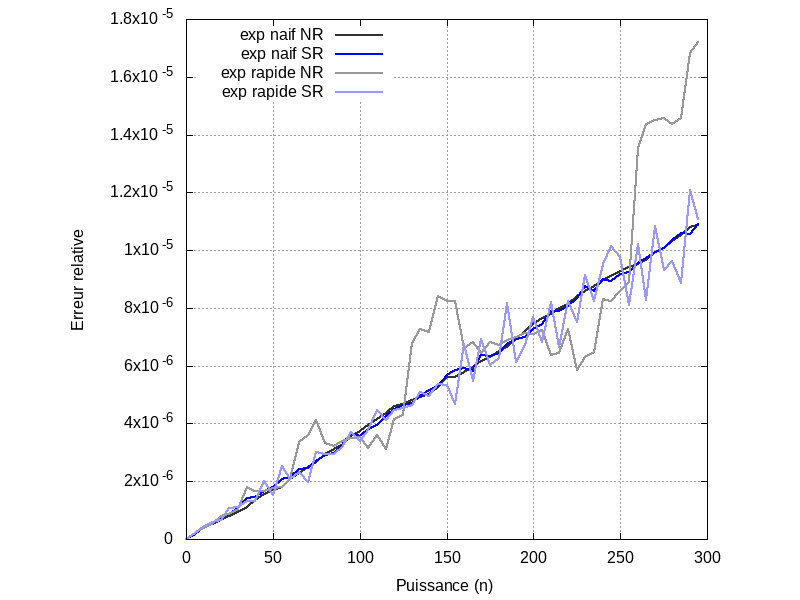 1.8x10 -5
1.6x10 -5
1.4x10 -5
1.2x10 -5
1x10 -5
8x10 -6
6x10 -6
4x10 -6
2x10 -6
0
exp naif NR
exp naif SR
exp rapide NR
exp rapide SR
Erreur relative
0 50 100 150 200 250 300
Puissance (n)